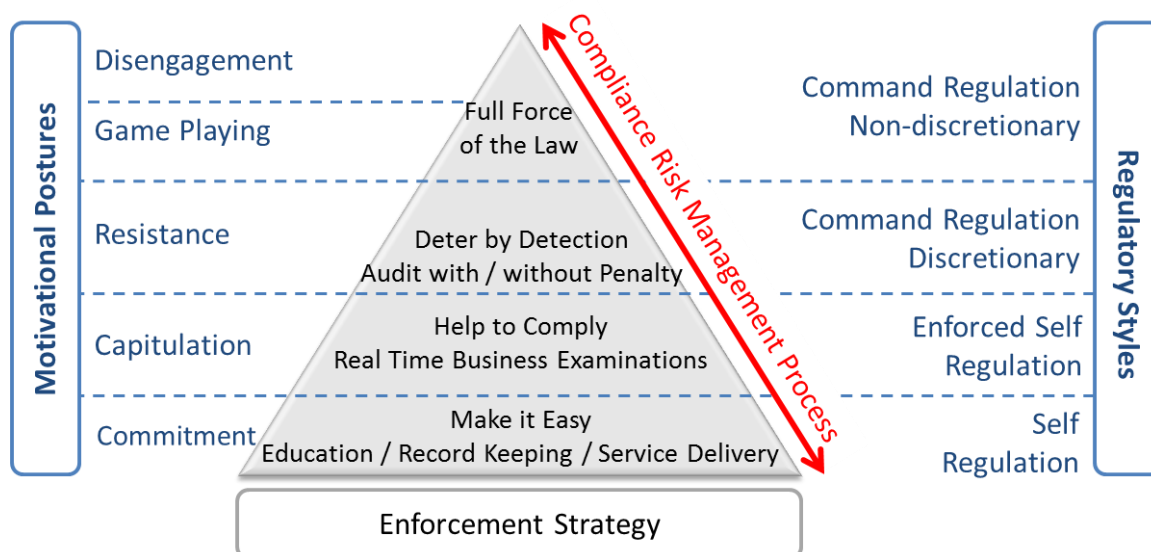 Motivational Postures
Disengagement
Game Playing
Resistance
Capitulation
Commitment
Full Force
of the Law
Deter by Detection
Audit with / without Penalty
Help to Comply
Real Time Business Examinations
Make it Easy
Education / Record Keeping / Service Delivery
Enforcement Strategy
Compliance Risk Management Process
Command Regulation
Non-discretionary
Command Regulation
Discretionary
Enforced Self
Regulation
Self
Regulation
Regulatory Styles